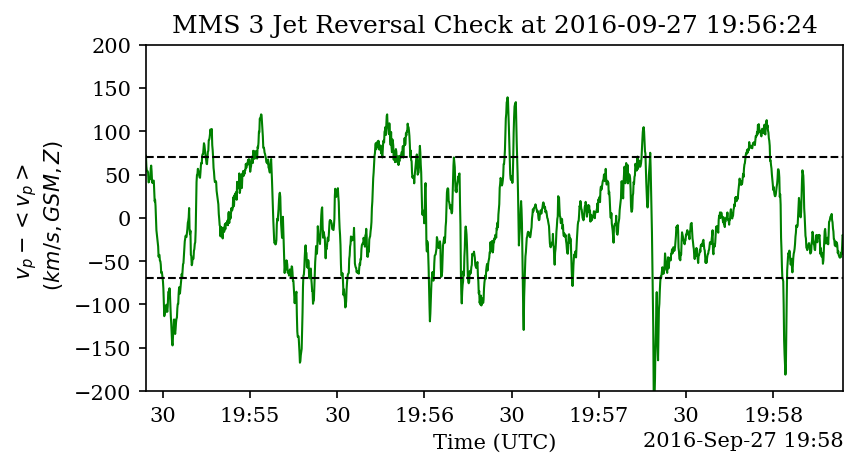 MMS 3 Jet Reversal Check at 2016-09-27 19:56:24
v_p − < v_p >
(km/s, GSM, Z)
200
150
100
50
0
−50
−100
−150
−200
30 19:55 30 19:56 30 19:57 30 19:58
Time (UTC) 2016-Sep-27 19:58